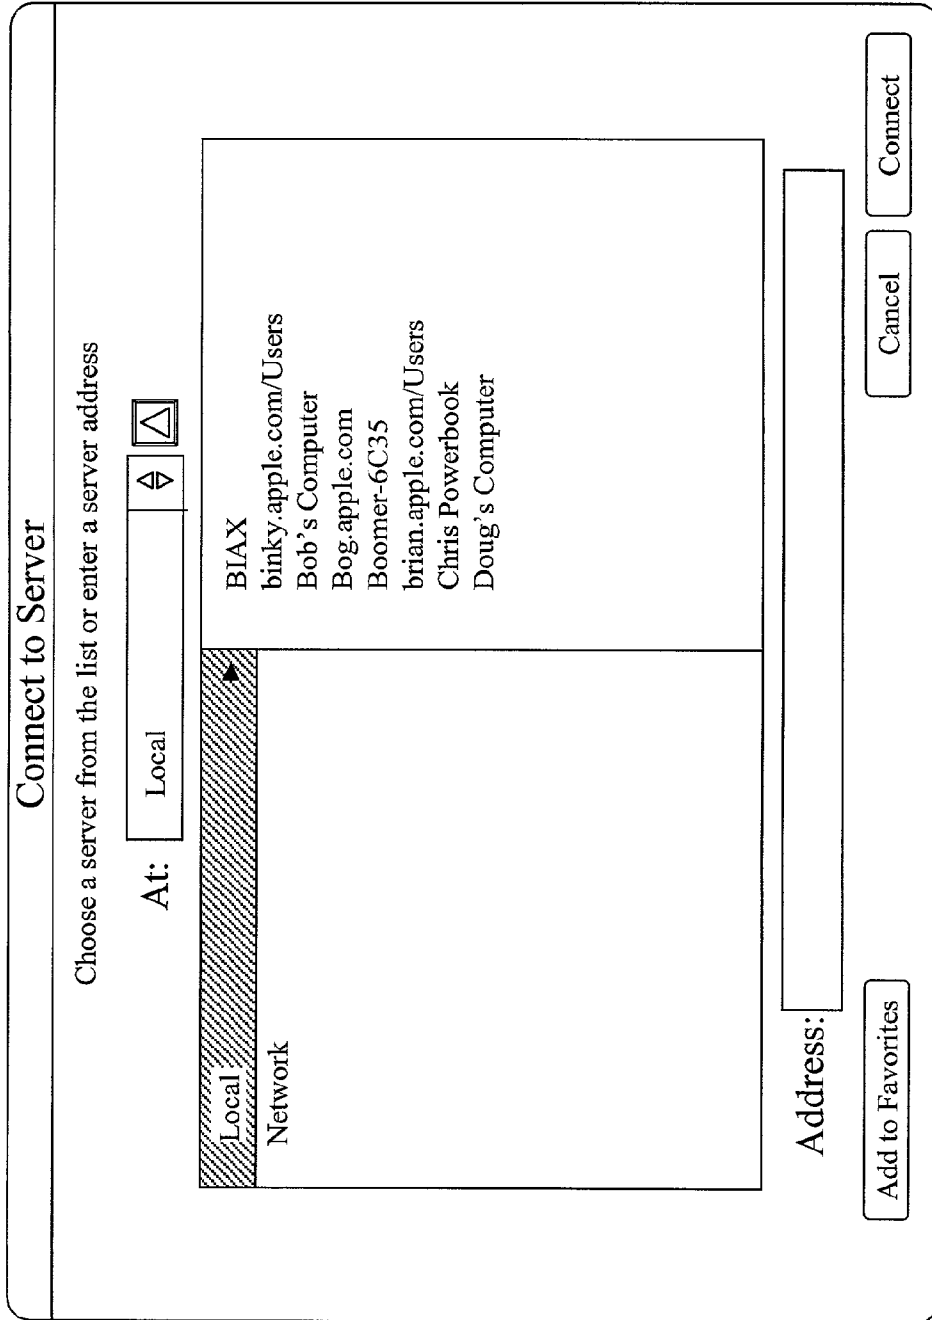 Connect to Server
Choose a server from the list or enter a server address
At: Local
Local
Network
BIAX
binky.apple.com/Users
Bob's Computer
Bog.apple.com
Boomer-6C35
brian.apple.com/Users
Chris Powerbook
Doug's Computer
Address:
Add to Favorites
Cancel
Connect